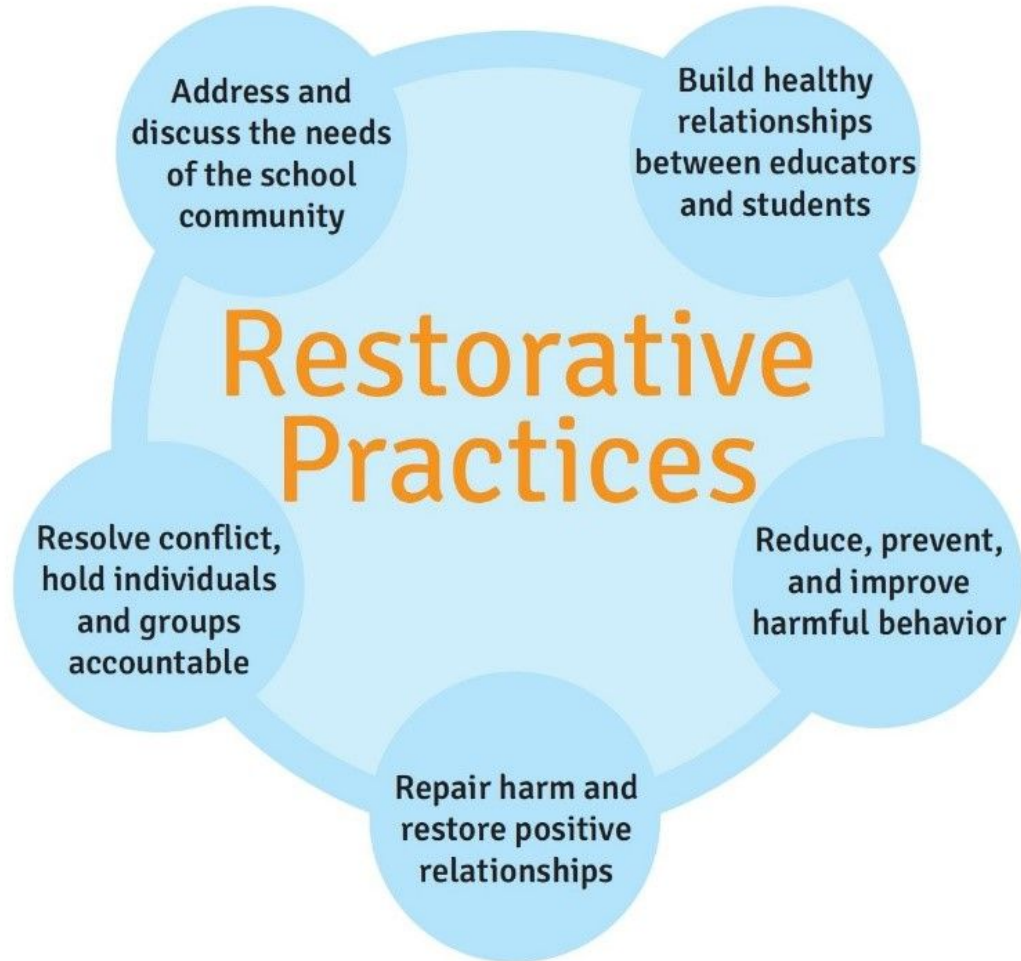 Address and
discuss the needs
of the school
community
Build healthy
relationships
between educators
and students
Restorative
Practices
Resolve conflict,
hold individuals
and groups
accountable
Reduce, prevent,
and improve
harmful behavior
Repair harm and
restore positive
relationships